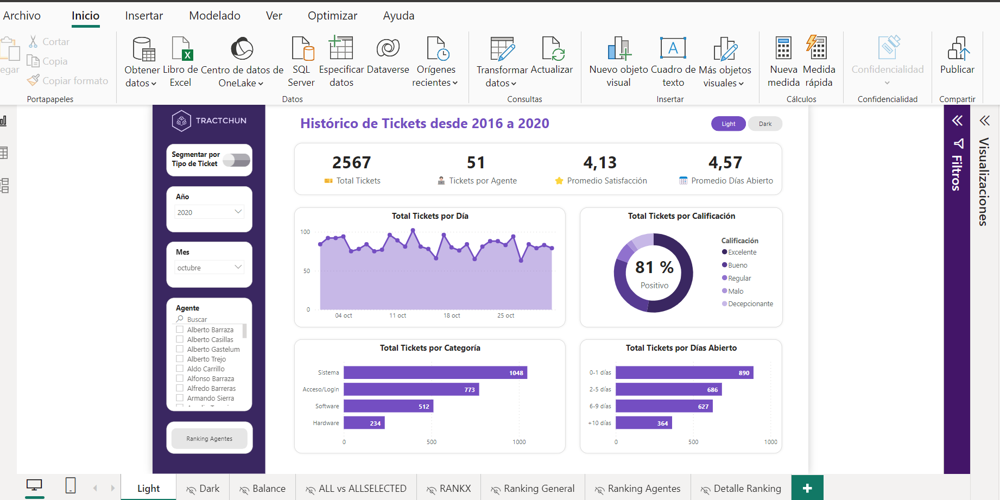 Archivo
Inicio
Insertar
Modelado
Ver
Optimizar
Ayuda
egar
Cortar
Copia
Copiar formato
Portapapeles
Obtener datos
Libro de Excel
Centro de datos de OneLake
SQL Server
Especificar datos
Dataverse
Orígenes recientes
Datos
Transformar datos
Actualizar
Consultas
Nuevo objeto visual
Cuadro de texto
Más objetos visuales
Insertar
Nueva medida
Medida rápida
Cálculos
Confidencialidad
Confidencialidad
Publicar
Compartir
TRACTCHUN
Segmentar por
Tipo de Ticket
Año
2020
Mes
octubre
Agente
Buscar
Alberto Barraza
Alberto Casillas
Alberto Gastelum
Alberto Trejo
Aldo Carrillo
Alfonso Barraza
Alfredo Barreras
Armando Sierra
Ranking Agentes
Histórico de Tickets desde 2016 a 2020
Light
Dark
2567
Total Tickets
51
Tickets por Agente
4,13
Promedio Satisfacción
4,57
Promedio Días Abierto
Total Tickets por Día
100
50
0
04 oct
11 oct
18 oct
25 oct
Total Tickets por Calificación
81 %
Positivo
Calificación
Excelente
Bueno
Regular
Malo
Decepcionante
Total Tickets por Categoría
Sistema 1048
Acceso/Login 773
Software 512
Hardware 234
0 500 1000
Total Tickets por Días Abierto
0-1 días 890
2-5 días 686
6-9 días 627
+10 días 364
0 500 1000
Filtros
Visualizaciones
Light
Dark
Balance
ALL vs ALLSELECTED
RANKX
Ranking General
Ranking Agentes
Detalle Ranking